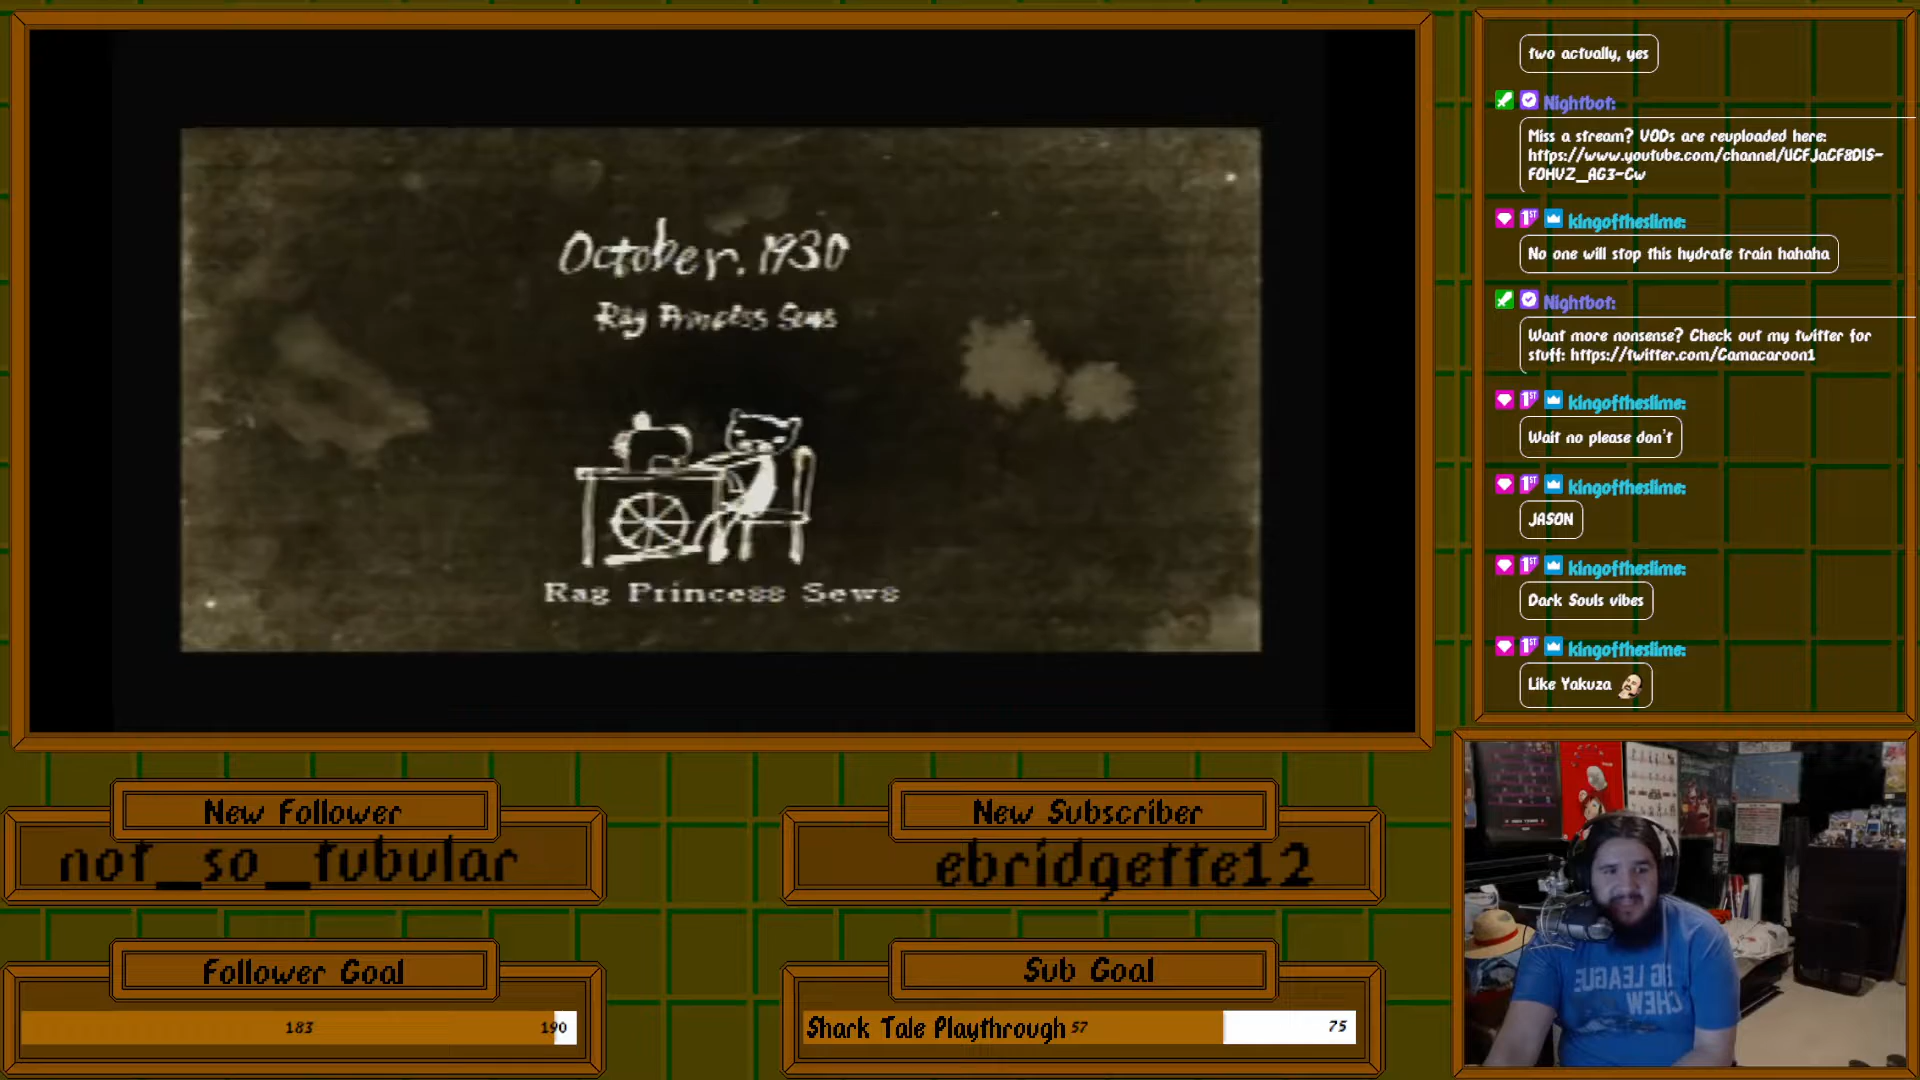 October. 1930
Rag Princess Sews
Rag Princess Sews
two actually, yes
Nightbot:
Miss a stream? VODs are reuploaded here:
https://www.youtube.com/channel/UCFJaCF8DIS-
FOHVZ_AG3-Cw
kingoftheslime:
No one will stop this hydrate train hahaha
Nightbot:
Want more nonsense? Check out my twitter for
stuff: https://twitter.com/Camacaroon1
kingoftheslime:
Wait no please don't
kingoftheslime:
JASON
kingoftheslime:
Dark Souls vibes
kingoftheslime:
Like Yakuza
New Follower
not_so_tubular
New Subscriber
ebridgette12
Follower Goal
183 190
Sub Goal
Shark Tale Playthrough 57 75
BIG LEAGUE
CHEW